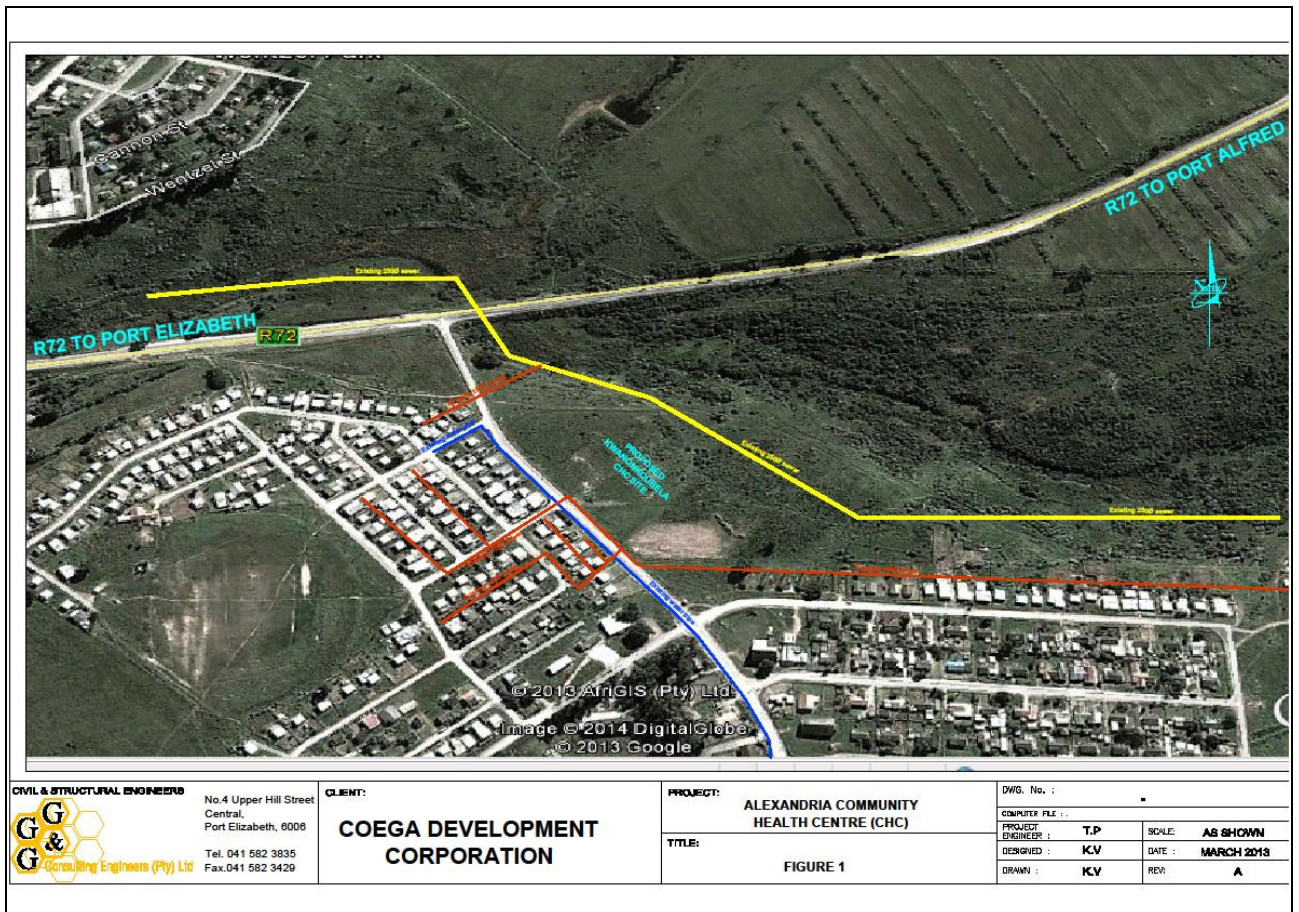 Cannon St
Wentzel St
R72 TO PORT ALFRED
North
Existing 250Ø sewer
R72 TO PORT ELIZABETH
R72
PROPOSED
KWANONKQUBELA
CHC SITE
Existing 250Ø sewer
Existing 250Ø sewer
Existing water pipe
© 2013 AfriGIS (Pty) Ltd.
Image © 2014 DigitalGlobe
© 2013 Google
CIVIL & STRUCTURAL ENGINEERS
G
&
G
Consulting Engineers (Pty) Ltd
No.4 Upper Hill Street
Central,
Port Elizabeth, 6006
Tel. 041 582 3835
Fax.041 582 3429
CLIENT:
COEGA DEVELOPMENT
CORPORATION
PROJECT:
ALEXANDRIA COMMUNITY
HEALTH CENTRE (CHC)
TITLE:
FIGURE 1
DWG. No. :
COMPUTER FILE :
PROJECT ENGINEER : T.P
SCALE: AS SHOWN
DESIGNED : K.V
DATE : MARCH 2013
DRAWN : K.V
REV: A